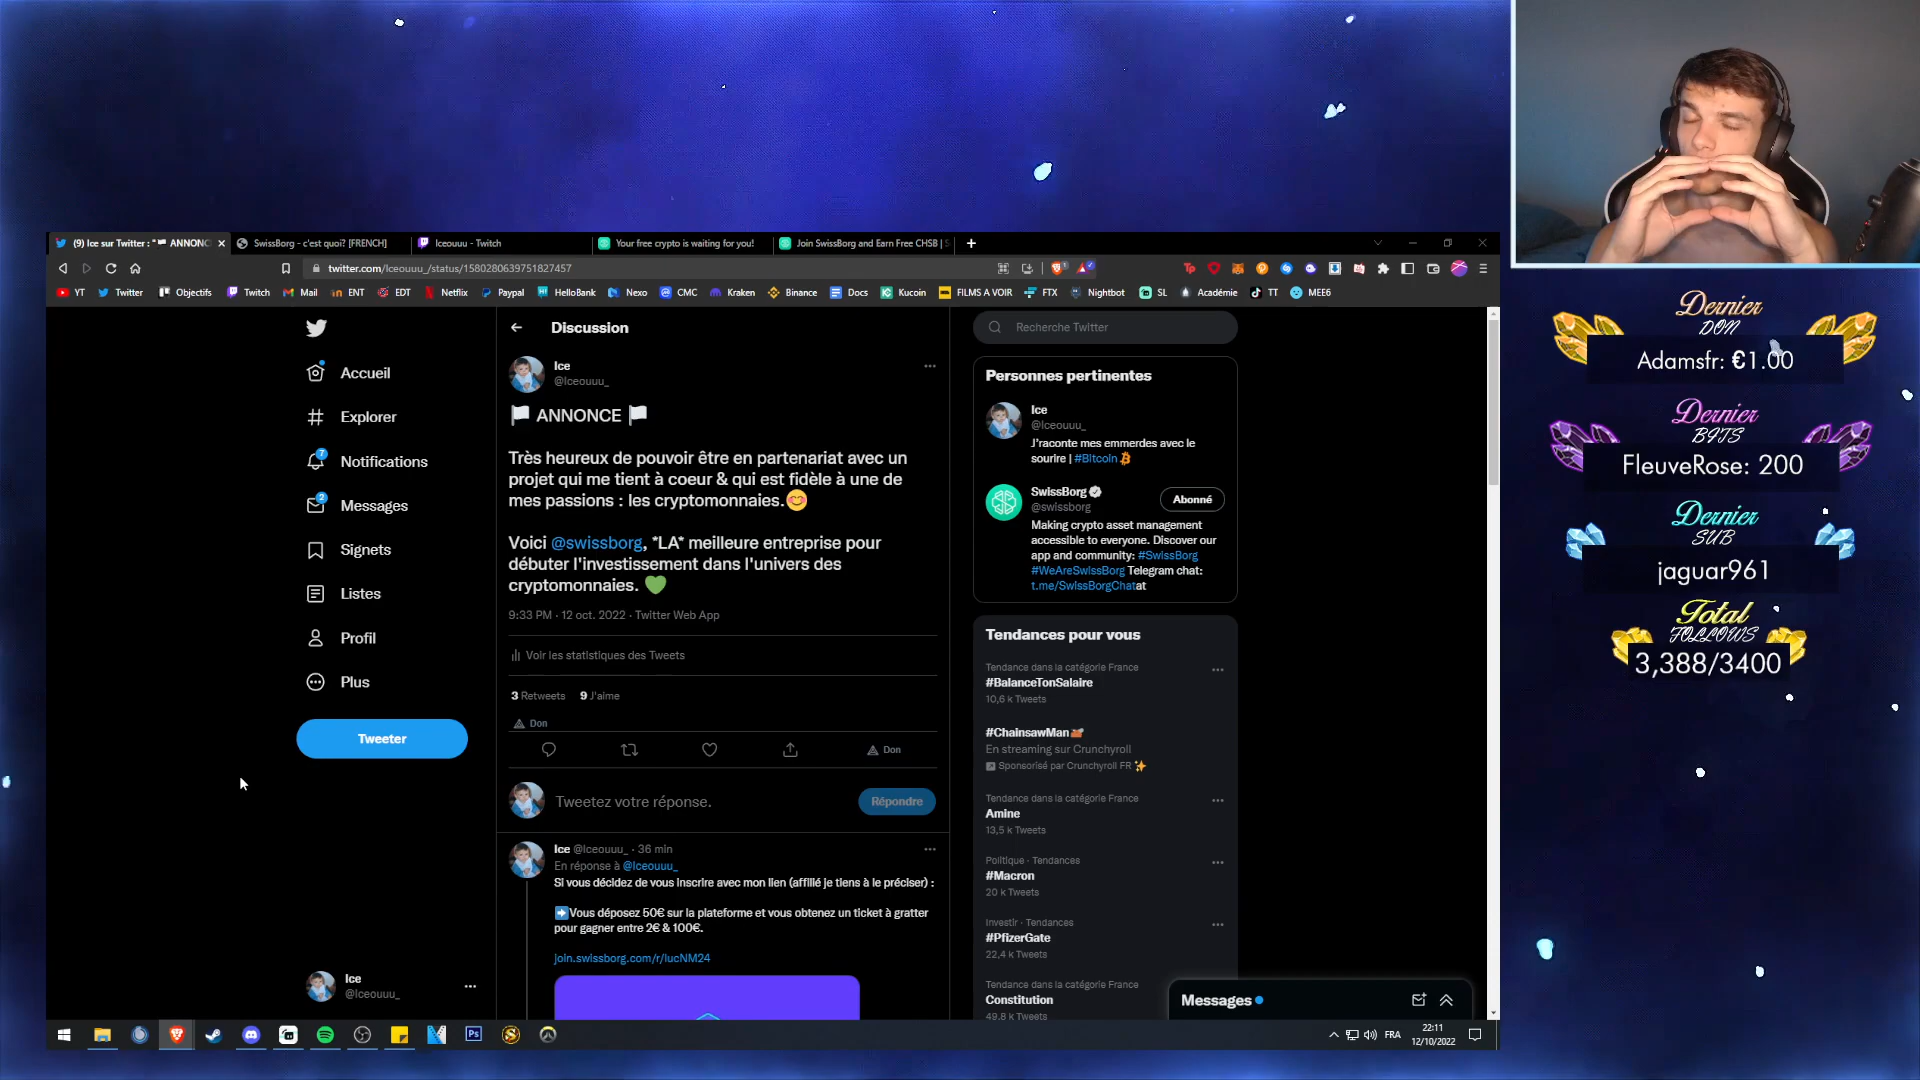 (9) Ice sur Twitter : "🏳 ANNONC
SwissBorg - c'est quoi? [FRENCH]
Iceouuu - Twitch
Your free crypto is waiting for you!
Join SwissBorg and Earn Free CHSB | S
twitter.com/Iceouuu_/status/1580280639751827457
YT
Twitter
Objectifs
Twitch
Mail
ENT
EDT
Netflix
Paypal
HelloBank
Nexo
CMC
Kraken
Binance
Docs
Kucoin
FILMS A VOIR
FTX
Nightbot
SL
Académie
TT
MEE6
Accueil
Explorer
7
Notifications
2
Messages
Signets
Listes
Profil
Plus
Tweeter
Ice
@Iceouuu_
Discussion
Ice
@Iceouuu_
🏳 ANNONCE 🏳
Très heureux de pouvoir être en partenariat avec un
projet qui me tient à coeur & qui est fidèle à une de
mes passions : les cryptomonnaies.😊
Voici @swissborg, *LA* meilleure entreprise pour
débuter l'investissement dans l'univers des
cryptomonnaies. 💚
9:33 PM · 12 oct. 2022 · Twitter Web App
Voir les statistiques des Tweets
3 Retweets 9 J'aime
Don
Don
Tweetez votre réponse.
Répondre
Ice @Iceouuu_ · 36 min
En réponse à @Iceouuu_
Si vous décidez de vous inscrire avec mon lien (affilié je tiens à le préciser) :
➡Vous déposez 50€ sur la plateforme et vous obtenez un ticket à gratter
pour gagner entre 2€ & 100€.
join.swissborg.com/r/lucNM24
Recherche Twitter
Personnes pertinentes
Ice
@Iceouuu_
J'raconte mes emmerdes avec le
sourire | #Bitcoin
SwissBorg
@swissborg
Abonné
Making crypto asset management
accessible to everyone. Discover our
app and community: #SwissBorg
#WeAreSwissBorg Telegram chat:
t.me/SwissBorgChatat
Tendances pour vous
Tendance dans la catégorie France
#BalanceTonSalaire
10,6 k Tweets
#ChainsawMan
En streaming sur Crunchyroll
Sponsorisé par Crunchyroll FR ✨
Tendance dans la catégorie France
Amine
13,5 k Tweets
Politique · Tendances
#Macron
20 k Tweets
Investir · Tendances
#PfizerGate
22,4 k Tweets
Tendance dans la catégorie France
Constitution
49,8 k Tweets
Messages
FRA
22:11
12/10/2022
Dernier
DON
Adamsfr: €1.00
Dernier
BITS
FleuveRose: 200
Dernier
SUB
jaguar961
Total
FOLLOWS
3,388/3400